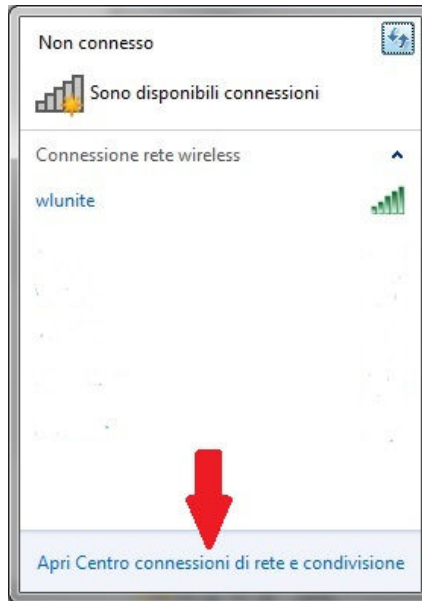 Non connesso
Sono disponibili connessioni
Connessione rete wireless
wlunite
Apri Centro connessioni di rete e condivisione